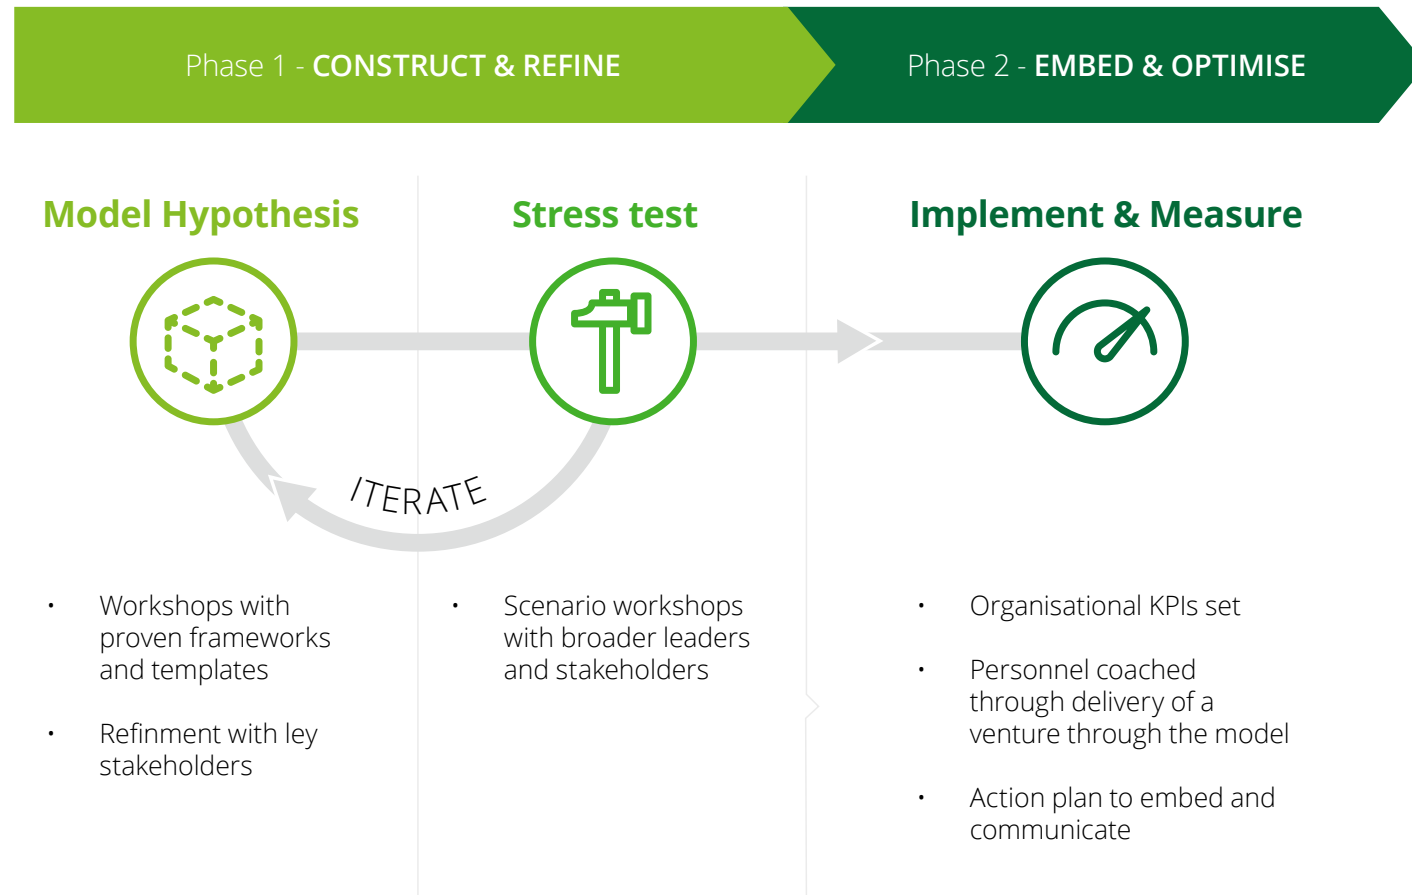 Phase 1 - CONSTRUCT & REFINE
Phase 2 - EMBED & OPTIMISE
Model Hypothesis
Stress test
Implement & Measure
ITERATE
• Workshops with
proven frameworks
and templates
• Refinment with ley
stakeholders
• Scenario workshops
with broader leaders
and stakeholders
• Organisational KPIs set
• Personnel coached
through delivery of a
venture through the model
• Action plan to embed and
communicate